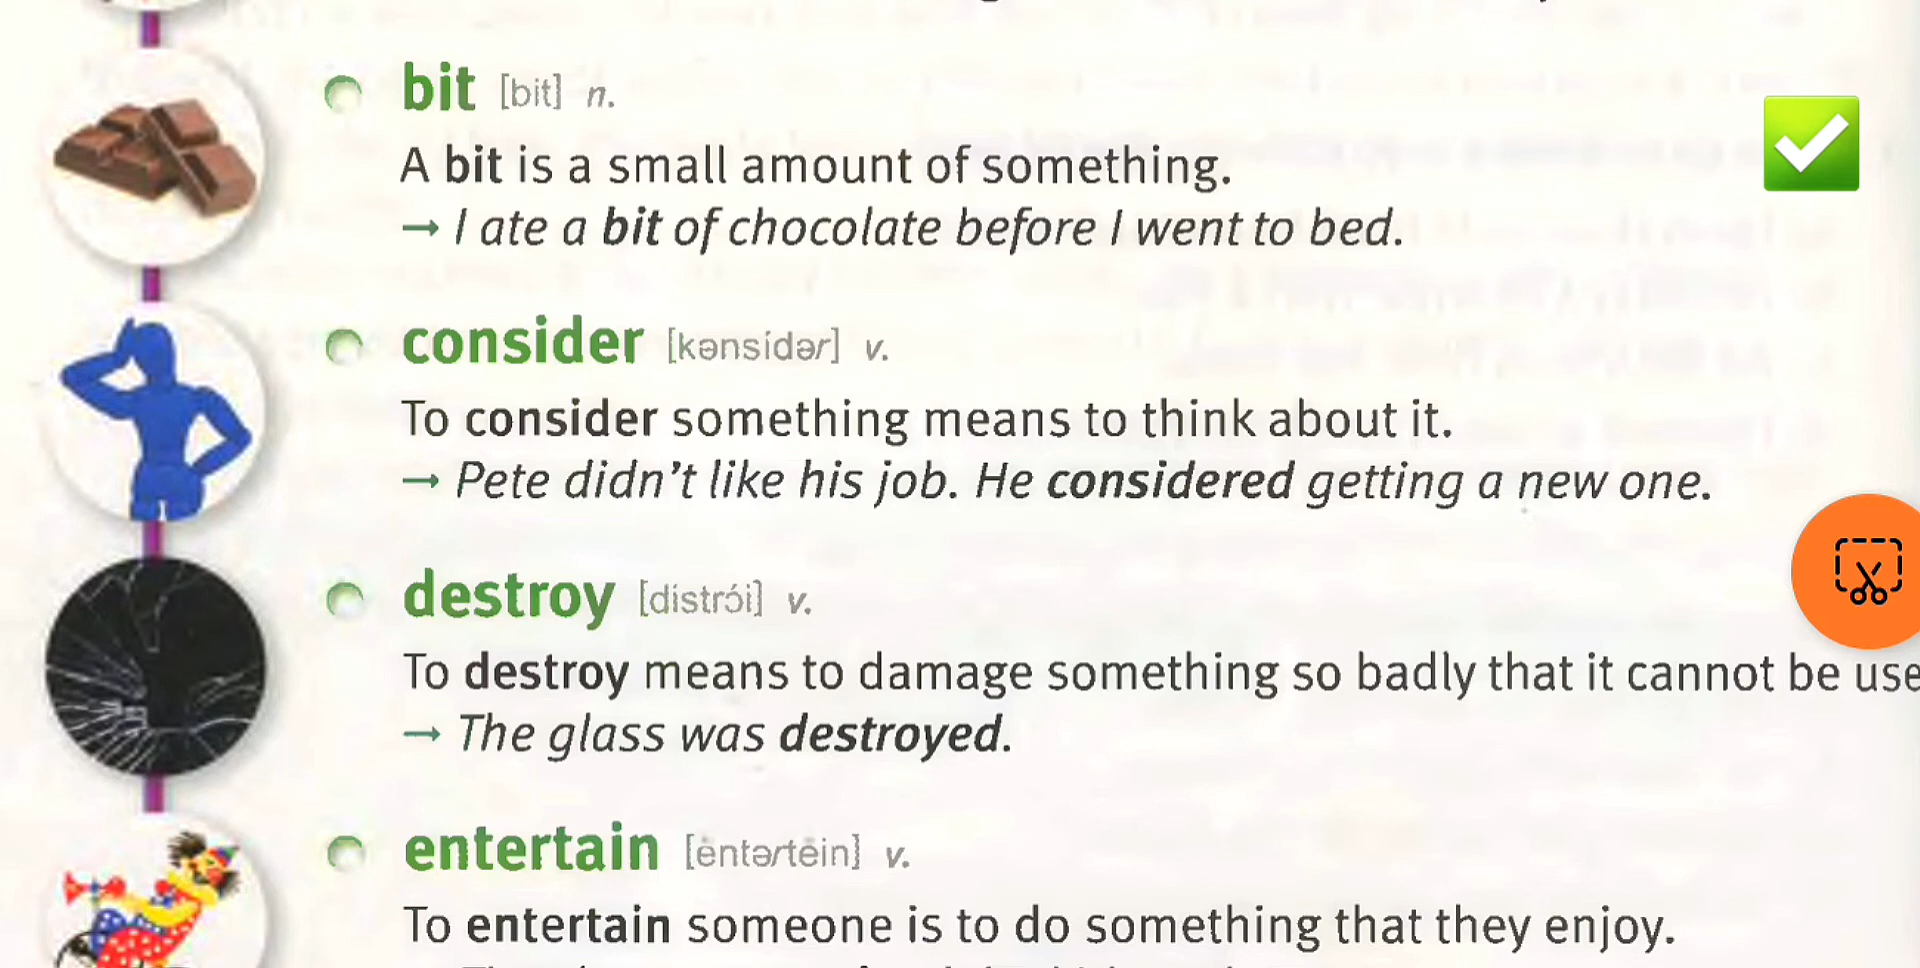 bit [bit] n.
A bit is a small amount of something.
→ I ate a bit of chocolate before I went to bed.
consider [kənsídər] v.
To consider something means to think about it.
→ Pete didn't like his job. He considered getting a new one.
destroy [distrói] v.
To destroy means to damage something so badly that it cannot be use
→ The glass was destroyed.
entertain [èntərtéin] v.
To entertain someone is to do something that they enjoy.